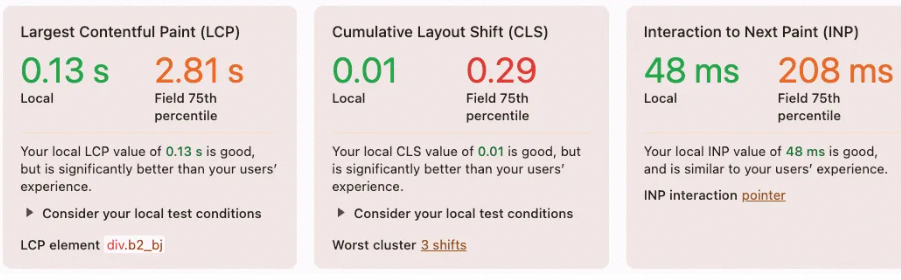 Largest Contentful Paint (LCP)
0.13 s
2.81 s
Local
Field 75th
percentile
Your local LCP value of 0.13 s is good,
but is significantly better than your users’
experience.
Consider your local test conditions
LCP element div.b2_bj
Cumulative Layout Shift (CLS)
0.01
0.29
Local
Field 75th
percentile
Your local CLS value of 0.01 is good, but
is significantly better than your users’
experience.
Consider your local test conditions
Worst cluster 3 shifts
Interaction to Next Paint (INP)
48 ms
208 ms
Local
Field 75th
percentile
Your local INP value of 48 ms is good,
and is similar to your users’ experience.
INP interaction pointer